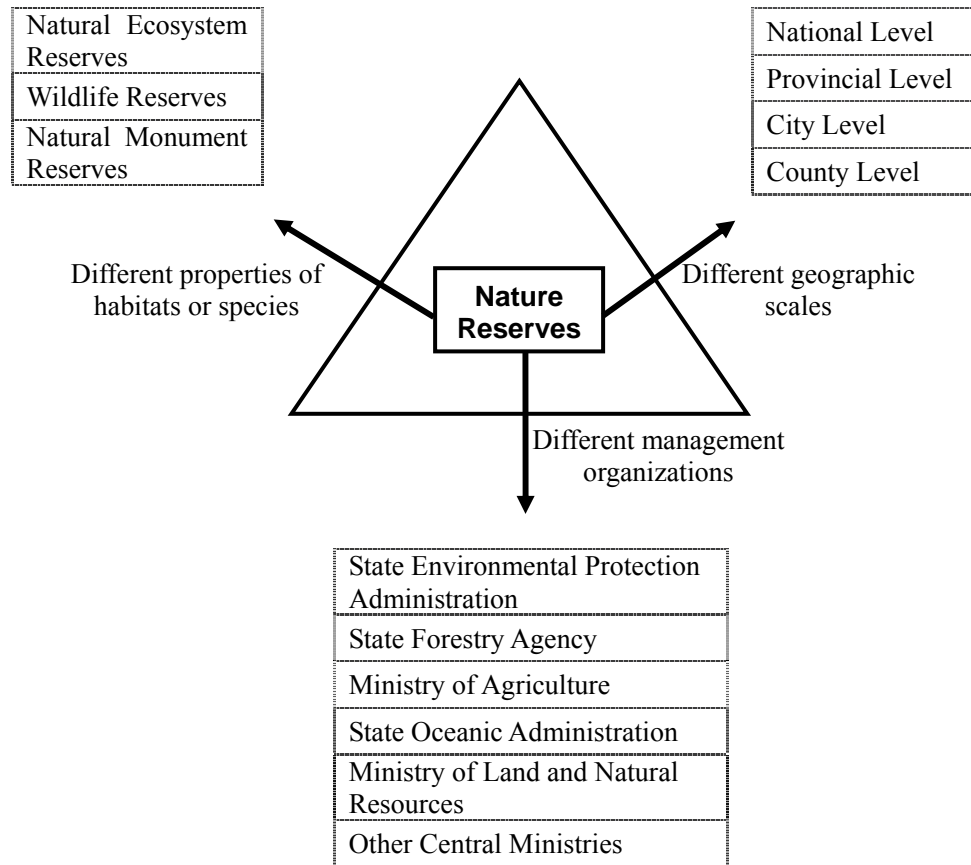 Natural Ecosystem
Reserves
Wildlife Reserves
Natural Monument
Reserves
National Level
Provincial Level
City Level
County Level
Different properties of
habitats or species
Nature
Reserves
Different geographic
scales
Different management
organizations
State Environmental Protection
Administration
State Forestry Agency
Ministry of Agriculture
State Oceanic Administration
Ministry of Land and Natural
Resources
Other Central Ministries